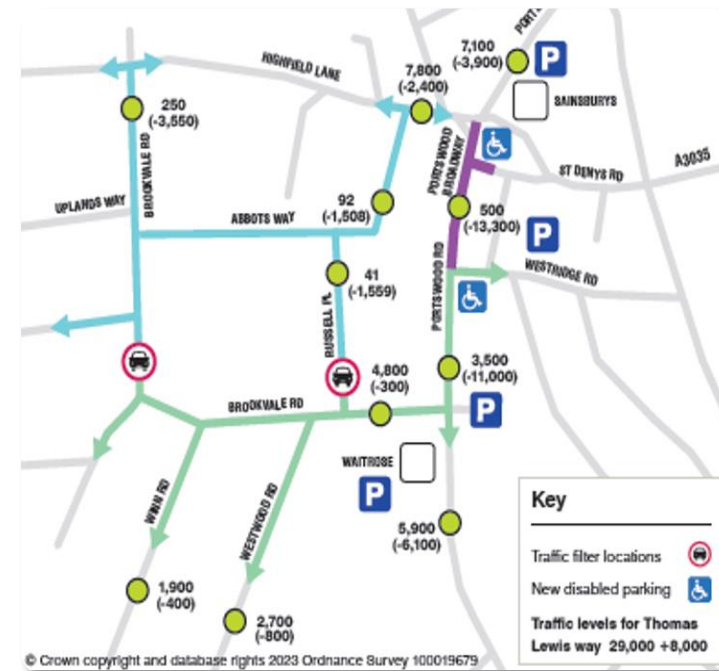 PORT
7,100
(-3,900)
P
HIGHFIELD LANE
7,800
(-2,400)
SAINSBURYS
250
(-3,550)
BROOKVALE RD
PORTSWOOD
BROADWAY
ST DENYS RD
A3035
UPLANDS WAY
92
(-1,508)
ABBOTS WAY
500
(-13,300)
P
41
(-1,559)
RUSSELL PL
PORTSWOOD RD
WESTRIDGE RD
4,800
(-300)
3,500
(-11,000)
BROOKVALE RD
P
WAITROSE
P
WINN RD
WESTWOOD RD
5,900
(-6,100)
1,900
(-400)
2,700
(-800)
Key
Traffic filter locations
New disabled parking
Traffic levels for Thomas
Lewis way 29,000 +8,000
© Crown copyright and database rights 2023 Ordnance Survey 100019679